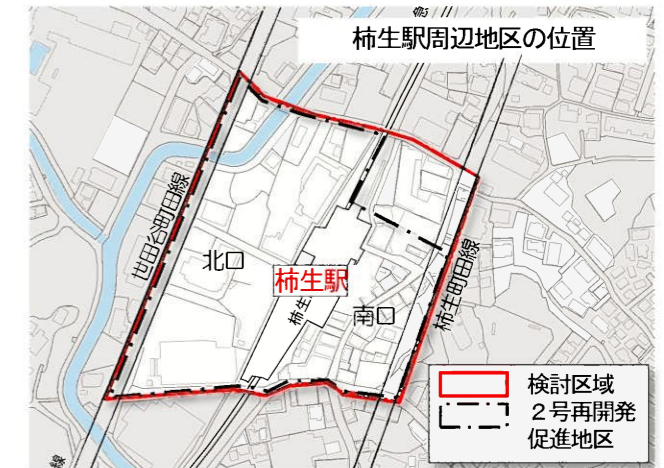 柿生駅周辺地区の位置
世田谷町田線
北口
柿生駅
柿生
南口
柿生町田線
検討区域
2号再開発
促進地区
線